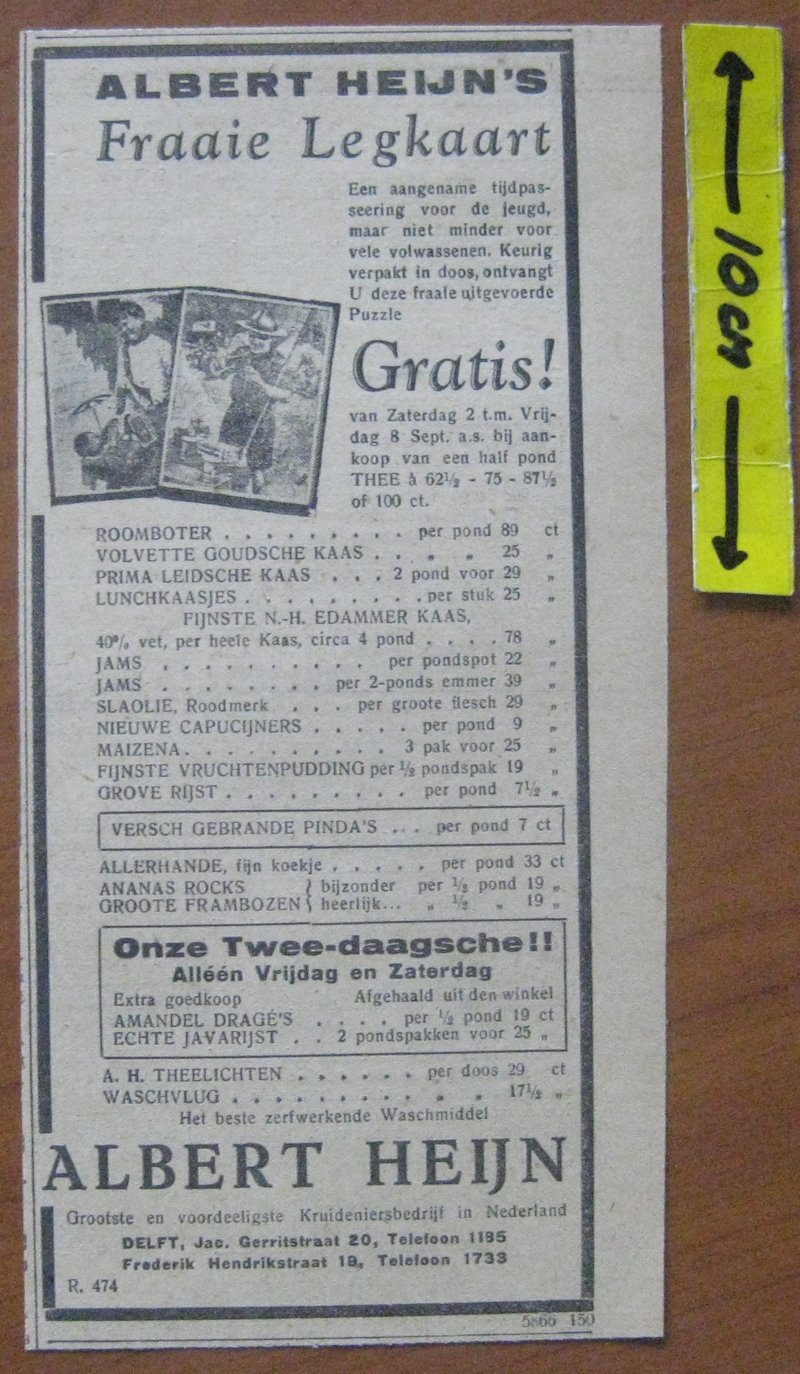 ALBERT HEIJN'S
Fraaie Legkaart
Een aangename tijdpas-
seering voor de jeugd,
maar niet minder voor
vele volwassenen. Keurig
verpakt in doos, ontvangt
U deze fraaie uitgevoerde
Puzzle
Gratis!
van Zaterdag 2 t.m. Vrij-
dag 8 Sept. a.s. bij aan-
koop van een half pond
THEE à 62½ - 75 - 87½
of 100 ct.
ROOMBOTER . . . . . . . . . per pond 89 ct
VOLVETTE GOUDSCHE KAAS . . „ „ 25 „
PRIMA LEIDSCHE KAAS . . . 2 pond voor 29 „
LUNCHKAASJES . . . . . . . . . per stuk 25 „
FIJNSTE N.-H. EDAMMER KAAS,
40% vet, per heele Kaas, circa 4 pond . . . . 78 „
JAMS . . . . . . . . . . per pondspot 22 „
JAMS . . . . . . . . per 2-ponds emmer 39 „
SLAOLIE, Roodmerk . . . per groote flesch 29 „
NIEUWE CAPUCIJNERS . . . . . per pond 9 „
MAIZENA . . . . . . . . . . 3 pak voor 25 „
FIJNSTE VRUCHTENPUDDING per ½ pondspak 19 „
GROVE RIJST . . . . . . . . . per pond 7½ „
VERSCH GEBRANDE PINDA'S . . . per pond 7 ct
ALLERHANDE, fijn koekje . . . . . per pond 33 ct
ANANAS ROCKS } bijzonder per ½ pond 19 „
GROOTE FRAMBOZEN } heerlijk... „ ½ „ 19 „
Onze Twee-daagsche!!
Alléén Vrijdag en Zaterdag
Extra goedkoop Afgehaald uit den winkel
AMANDEL DRAGÉ'S . . . . per ½ pond 19 ct
ECHTE JAVARIJST . . 2 pondspakken voor 25 „
A. H. THEELICHTEN . . . . . . per doos 29 ct
WASCHVLUG . . . . . . . . . „ „ 17½ „
Het beste zerfwerkende Waschmiddel
ALBERT HEIJN
Grootste en voordeeligste Kruideniersbedrijf in Nederland
DELFT, Jac. Gerritstraat 20, Telefoon 1195
Frederik Hendrikstraat 19, Telefoon 1733
R. 474
5866 150
10 CM